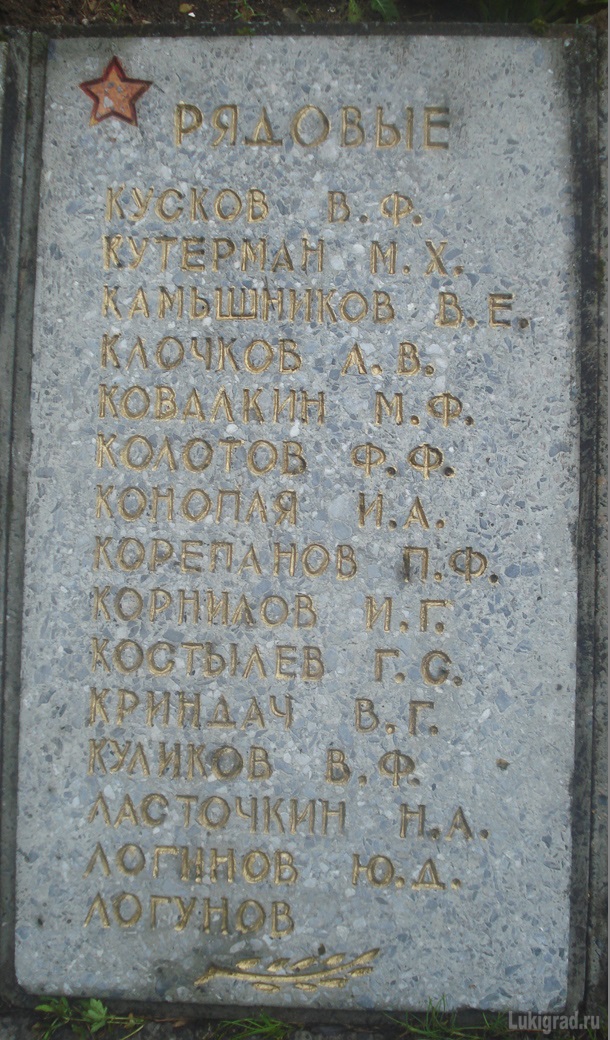 РЯДОВЫЕ
КУСКОВ В.Ф.
КУТЕРМАН М.Х.
КАМЫШНИКОВ В.Е.
КЛОЧКОВ А.В.
КОВАЛКИН М.Ф.
КОЛОТОВ Ф.Ф.
КОНОПЛЯ И.А.
КОРЕПАНОВ П.Ф.
КОРНИЛОВ И.Г.
КОСТЫЛЕВ Г.С.
КРИНДАЧ В.Г.
КУЛИКОВ В.Ф.
ЛАСТОЧКИН Н.А.
ЛОГИНОВ Ю.Д.
ЛОГУНОВ
Lukigrad.ru